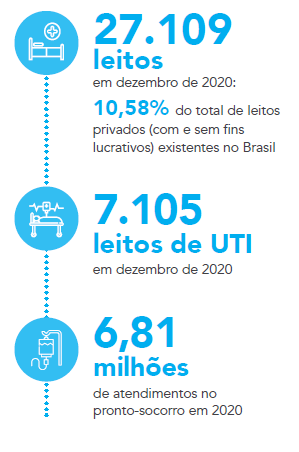 27.109
leitos
em dezembro de 2020:
10,58% do total de leitos
privados (com e sem fins
lucrativos) existentes no Brasil
7.105
leitos de UTI
em dezembro de 2020
6,81
milhões
de atendimentos no
pronto-socorro em 2020